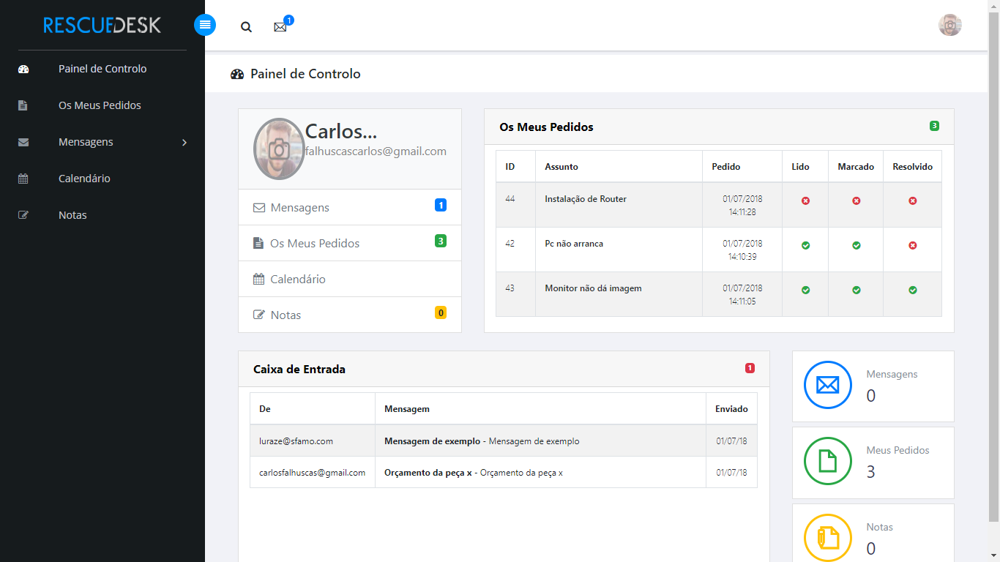 RESCUEDESK
1
Painel de Controlo
Os Meus Pedidos
Mensagens
Calendário
Notas
Painel de Controlo
Carlos...
falhuscascarlos@gmail.com
Mensagens 1
Os Meus Pedidos 3
Calendário
Notas 0
Os Meus Pedidos 3
ID Assunto Pedido Lido Marcado Resolvido
44 Instalação de Router 01/07/2018
14:11:28
42 Pc não arranca 01/07/2018
14:10:39
43 Monitor não dá imagem 01/07/2018
14:11:05
Caixa de Entrada 1
De Mensagem Enviado
luraze@sfamo.com Mensagem de exemplo - Mensagem de exemplo 01/07/18
carlosfalhuscas@gmail.com Orçamento da peça x - Orçamento da peça x 01/07/18
Mensagens
0
Meus Pedidos
3
Notas
0